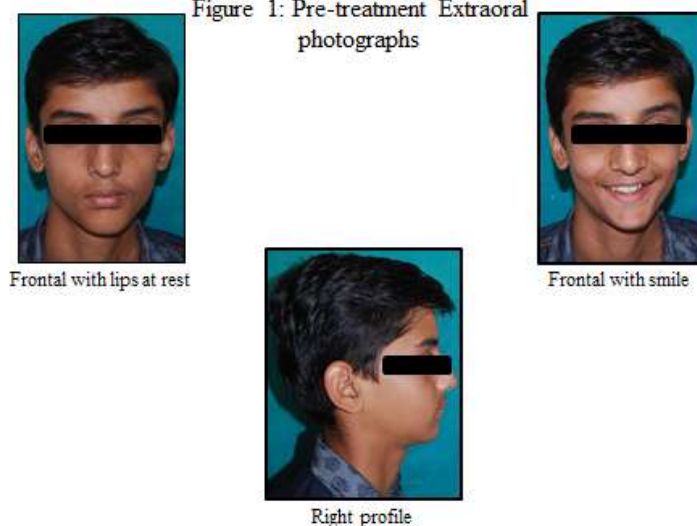 Figure 1: Pre-treatment Extraoral
photographs
Frontal with lips at rest
Frontal with smile
Right profile